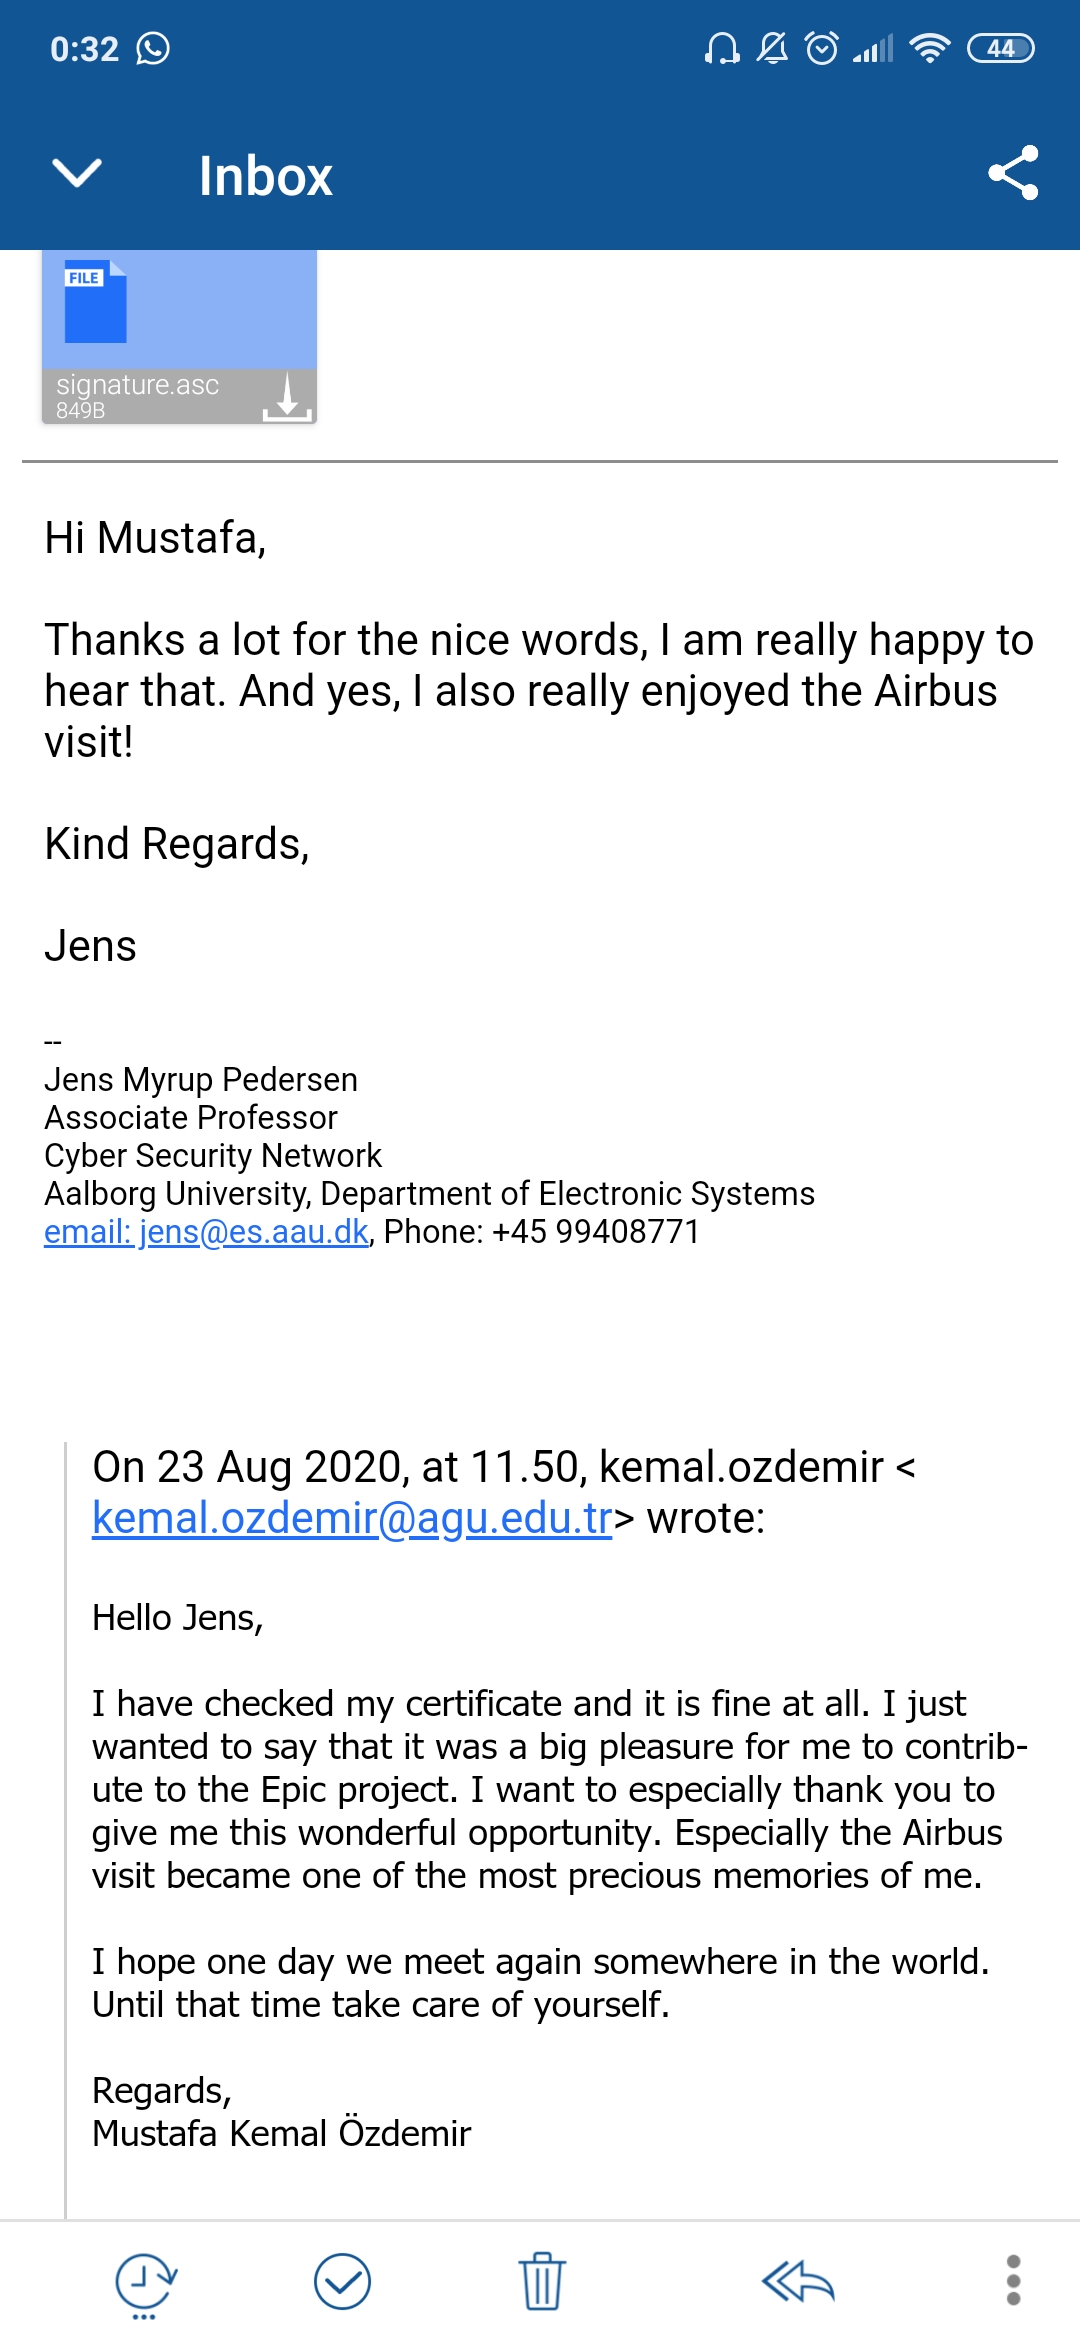 0:32
44
Inbox
FILE
signature.asc
849B
Hi Mustafa,
Thanks a lot for the nice words, I am really happy to
hear that. And yes, I also really enjoyed the Airbus
visit!
Kind Regards,
Jens
--
Jens Myrup Pedersen
Associate Professor
Cyber Security Network
Aalborg University, Department of Electronic Systems
email: jens@es.aau.dk, Phone: +45 99408771
On 23 Aug 2020, at 11.50, kemal.ozdemir <
kemal.ozdemir@agu.edu.tr> wrote:
Hello Jens,
I have checked my certificate and it is fine at all. I just
wanted to say that it was a big pleasure for me to contrib-
ute to the Epic project. I want to especially thank you to
give me this wonderful opportunity. Especially the Airbus
visit became one of the most precious memories of me.
I hope one day we meet again somewhere in the world.
Until that time take care of yourself.
Regards,
Mustafa Kemal Özdemir